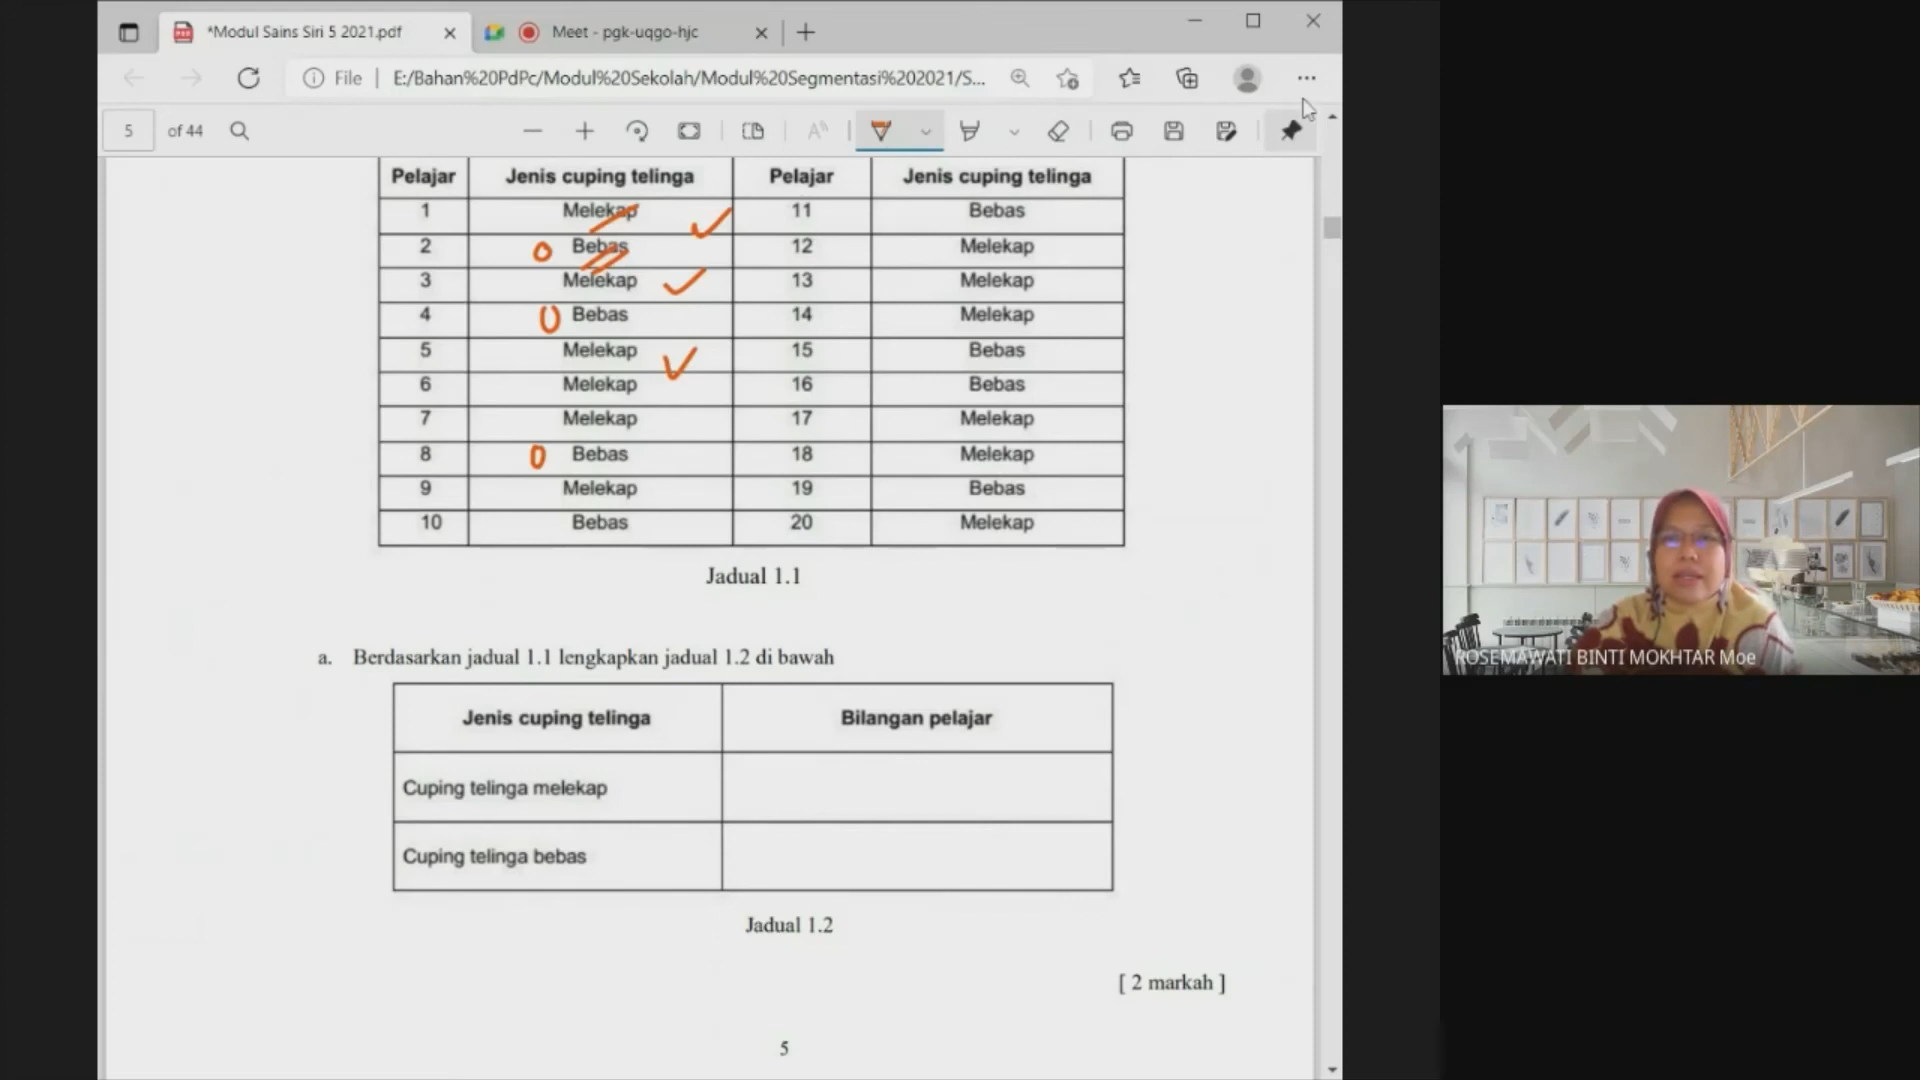 *Modul Sains Siri 5 2021.pdf
Meet - pgk-uqgo-hjc
File
E:/Bahan%20PdPc/Modul%20Sekolah/Modul%20Segmentasi%202021/S...
5 of 44
Pelajar Jenis cuping telinga Pelajar Jenis cuping telinga
1 Melekap 11 Bebas
2 Bebas 12 Melekap
3 Melekap 13 Melekap
4 Bebas 14 Melekap
5 Melekap 15 Bebas
6 Melekap 16 Bebas
7 Melekap 17 Melekap
8 Bebas 18 Melekap
9 Melekap 19 Bebas
10 Bebas 20 Melekap
Jadual 1.1
a. Berdasarkan jadual 1.1 lengkapkan jadual 1.2 di bawah
Jenis cuping telinga Bilangan pelajar
Cuping telinga melekap
Cuping telinga bebas
Jadual 1.2
[ 2 markah ]
5
ROSEMAWATI BINTI MOKHTAR Moe